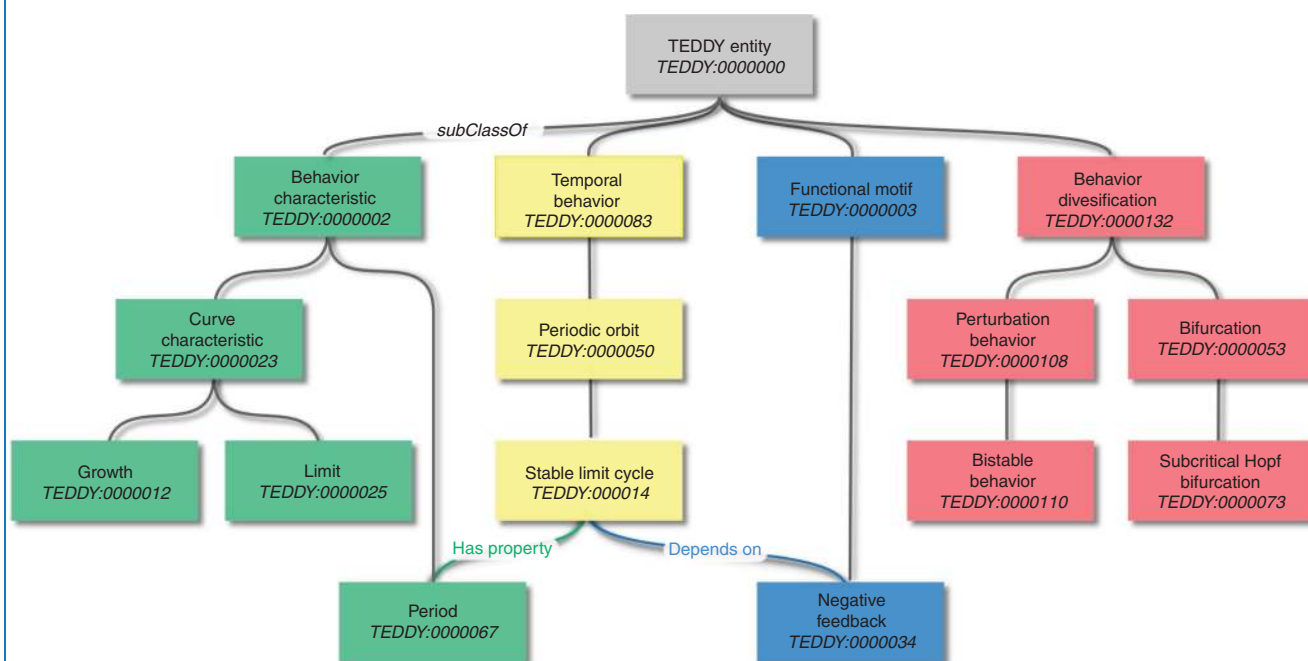 TEDDY entity
TEDDY:0000000
subClassOf
Behavior
characteristic
TEDDY:0000002
Temporal
behavior
TEDDY:0000083
Functional motif
TEDDY:0000003
Behavior
divesification
TEDDY:0000132
Curve
characteristic
TEDDY:0000023
Periodic orbit
TEDDY:0000050
Perturbation
behavior
TEDDY:0000108
Bifurcation
TEDDY:0000053
Growth
TEDDY:0000012
Limit
TEDDY:0000025
Stable limit cycle
TEDDY:000014
Bistable
behavior
TEDDY:0000110
Subcritical Hopf
bifurcation
TEDDY:0000073
Has property
Depends on
Period
TEDDY:0000067
Negative
feedback
TEDDY:0000034